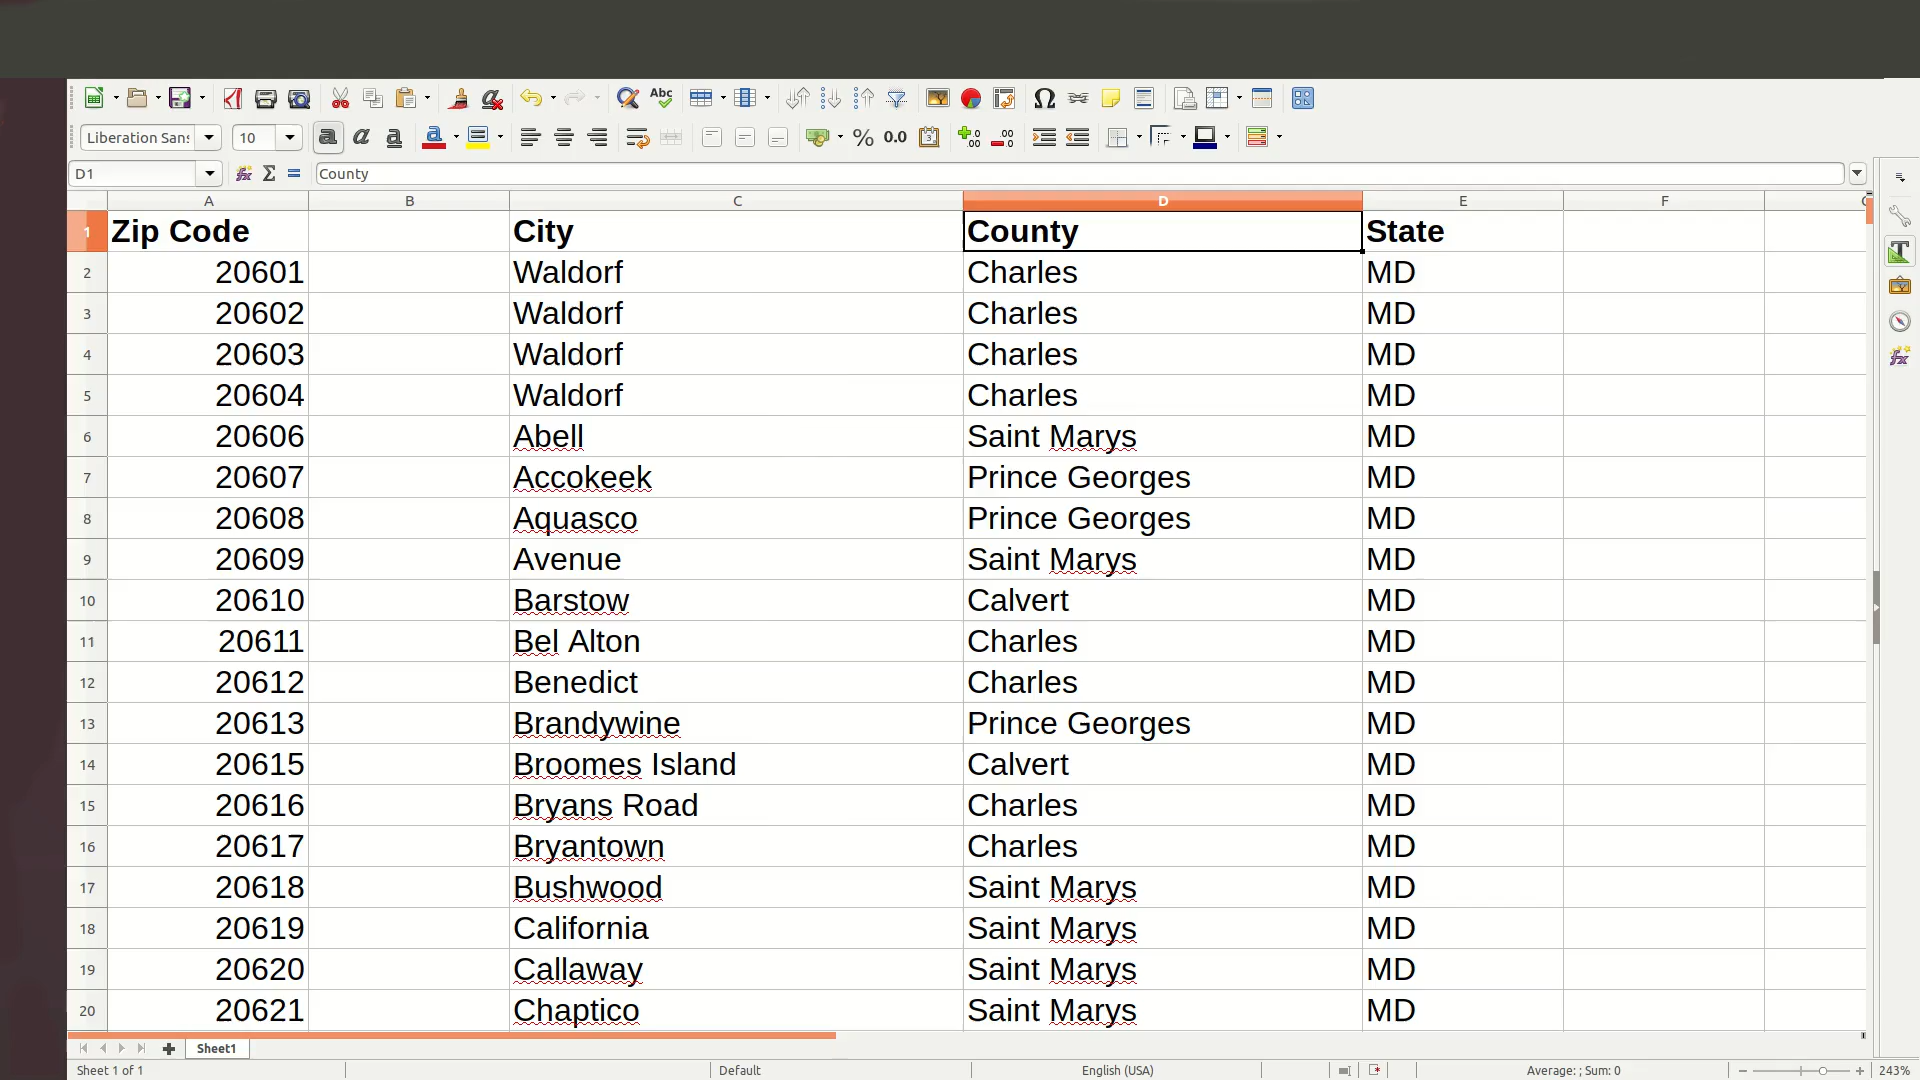 Abc
Liberation Sans 10 a a a a % 0.0
D1 County
A B C D E F
1 Zip Code City County State
2 20601 Waldorf Charles MD
3 20602 Waldorf Charles MD
4 20603 Waldorf Charles MD
5 20604 Waldorf Charles MD
6 20606 Abell Saint Marys MD
7 20607 Accokeek Prince Georges MD
8 20608 Aquasco Prince Georges MD
9 20609 Avenue Saint Marys MD
10 20610 Barstow Calvert MD
11 20611 Bel Alton Charles MD
12 20612 Benedict Charles MD
13 20613 Brandywine Prince Georges MD
14 20615 Broomes Island Calvert MD
15 20616 Bryans Road Charles MD
16 20617 Bryantown Charles MD
17 20618 Bushwood Saint Marys MD
18 20619 California Saint Marys MD
19 20620 Callaway Saint Marys MD
20 20621 Chaptico Saint Marys MD
Sheet1
Sheet 1 of 1 Default English (USA) Average: ; Sum: 0 243%